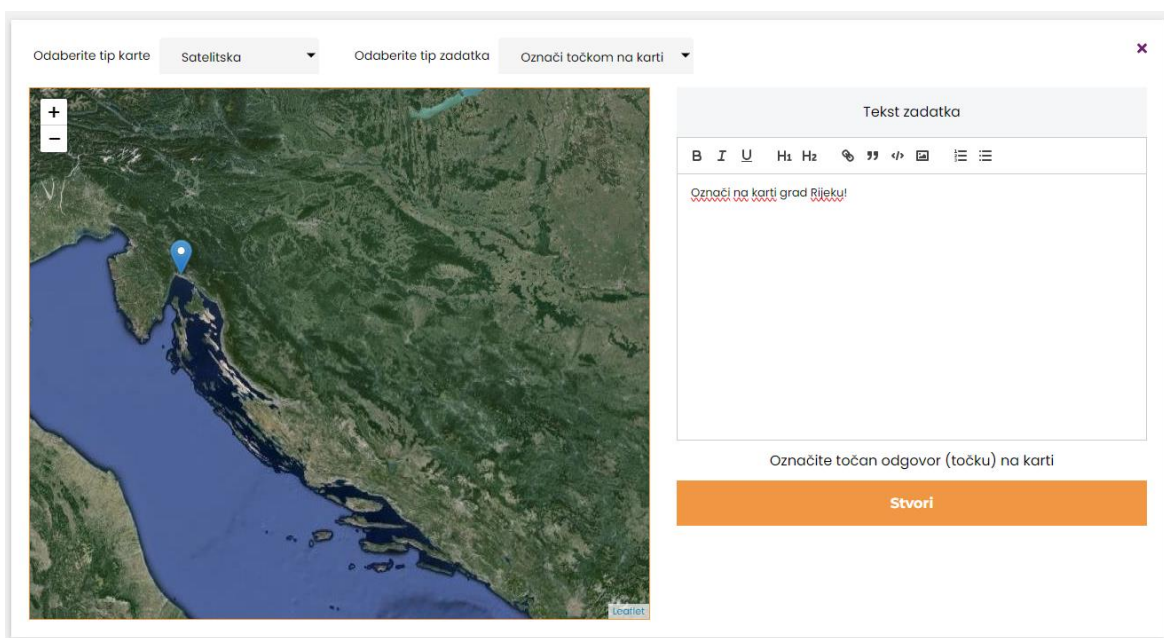 Odaberite tip karte Satelitska Odaberite tip zadatka Označi točkom na karti
+
−
Tekst zadatka
B I U H1 H2
Označi na karti grad Rijeku!
Označite točan odgovor (točku) na karti
Stvori
Leaflet